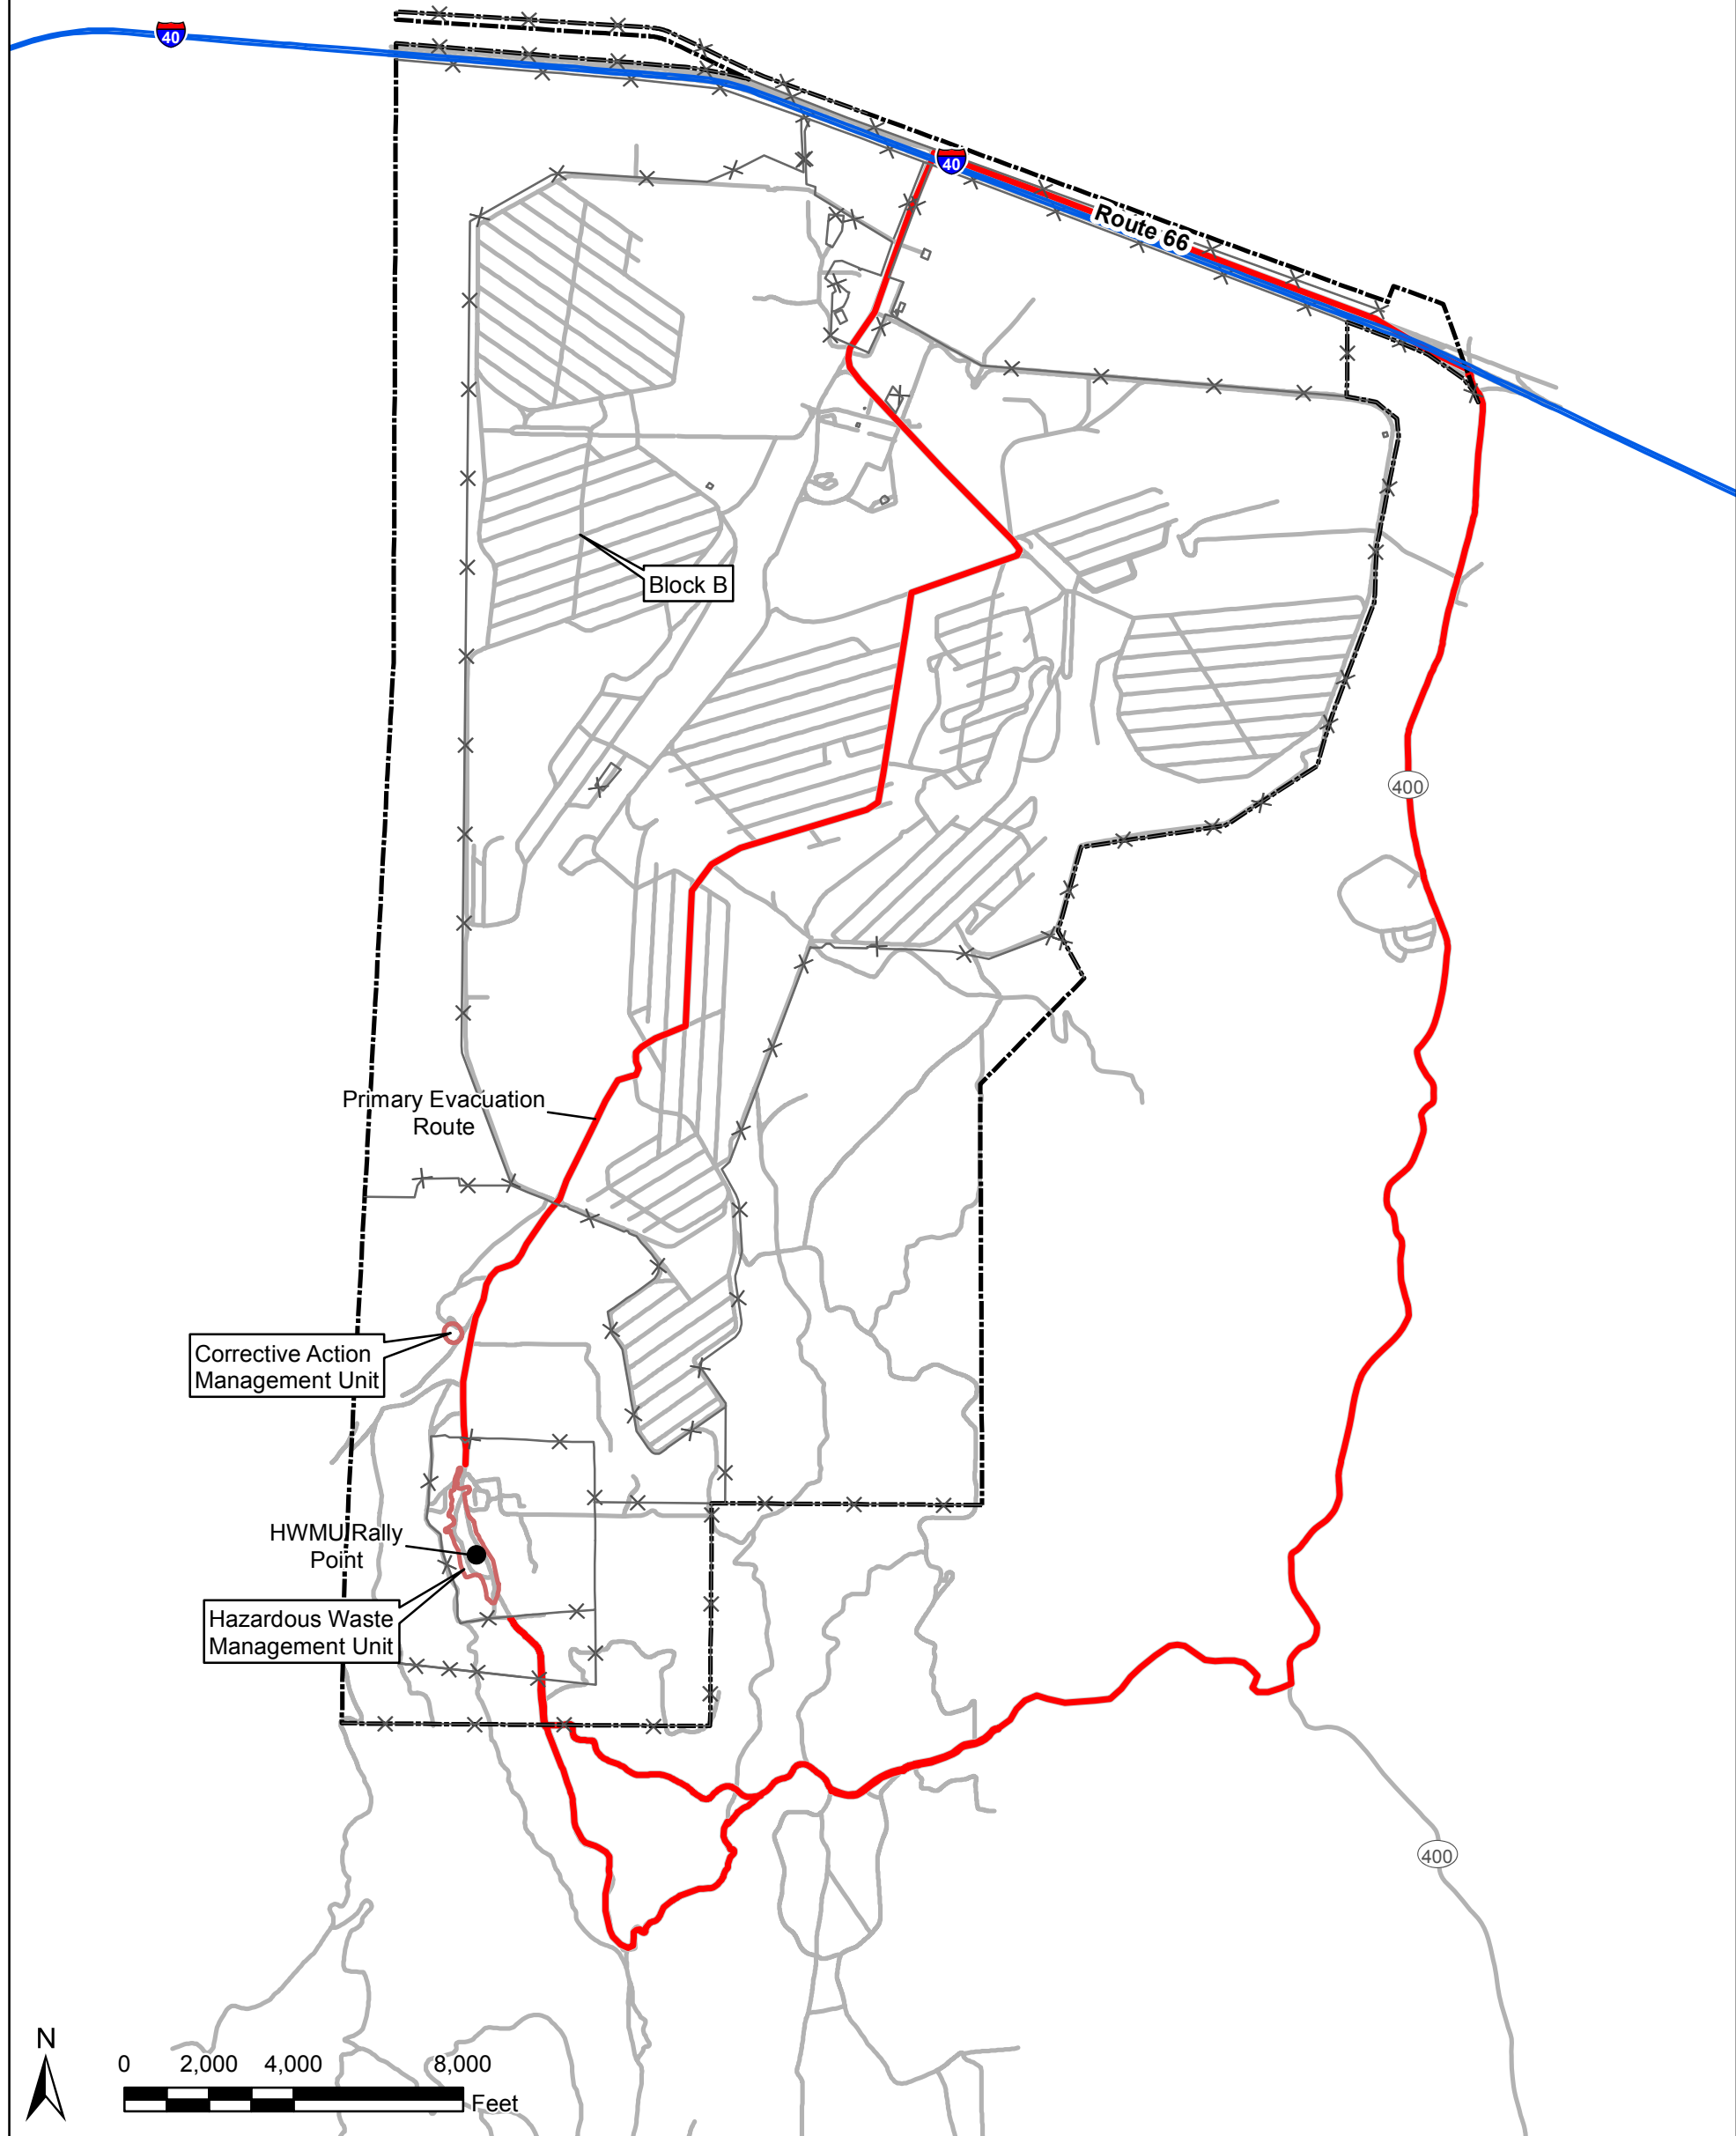 40
40
Route 66
Block B
400
Primary Evacuation
Route
Corrective Action
Management Unit
HWMU Rally
Point
Hazardous Waste
Management Unit
400
N
0 2,000 4,000 8,000
Feet